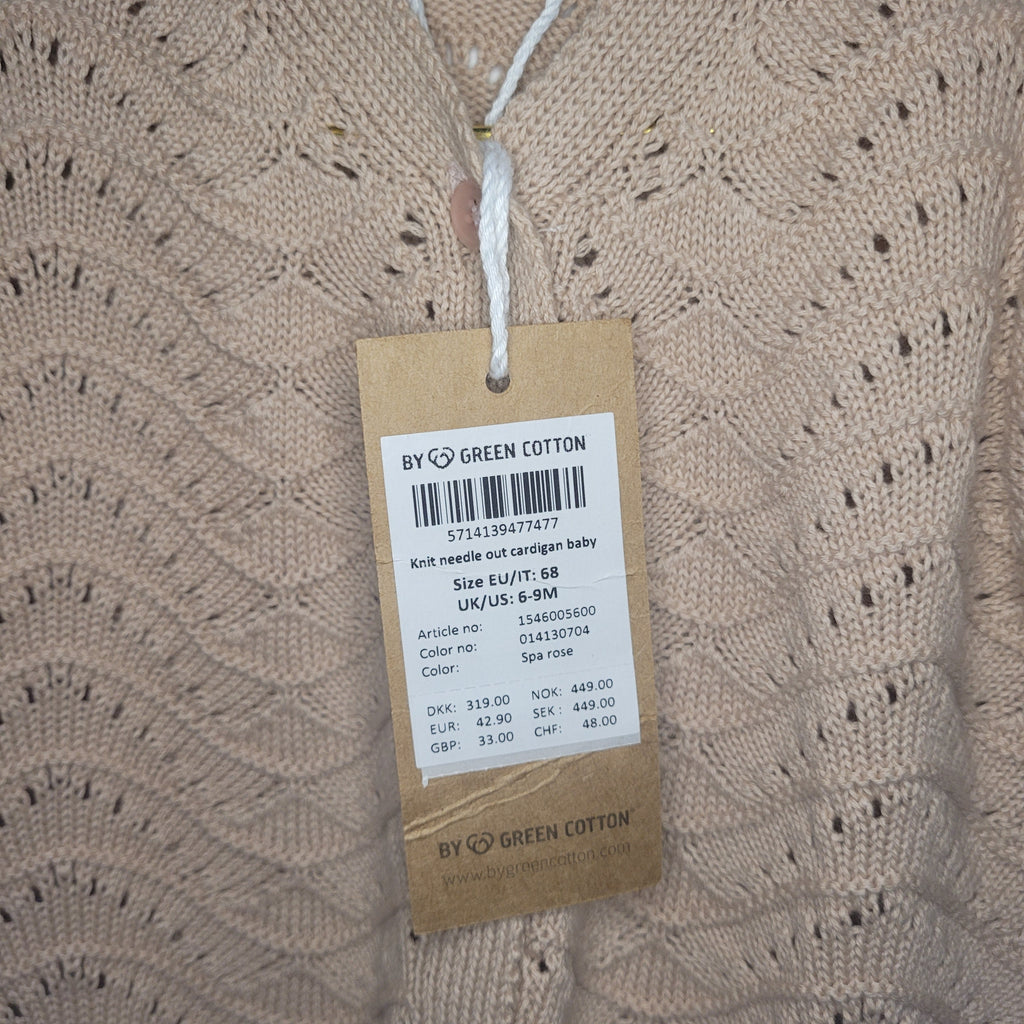 BY GREEN COTTON
5714139477477
Knit needle out cardigan baby
Size EU/IT: 68
UK/US: 6-9M
Article no: 1546005600
Color no: 014130704
Color: Spa rose
DKK: 319.00 NOK: 449.00
EUR: 42.90 SEK : 449.00
GBP: 33.00 CHF: 48.00
BY GREEN COTTON
www.bygreencotton.com